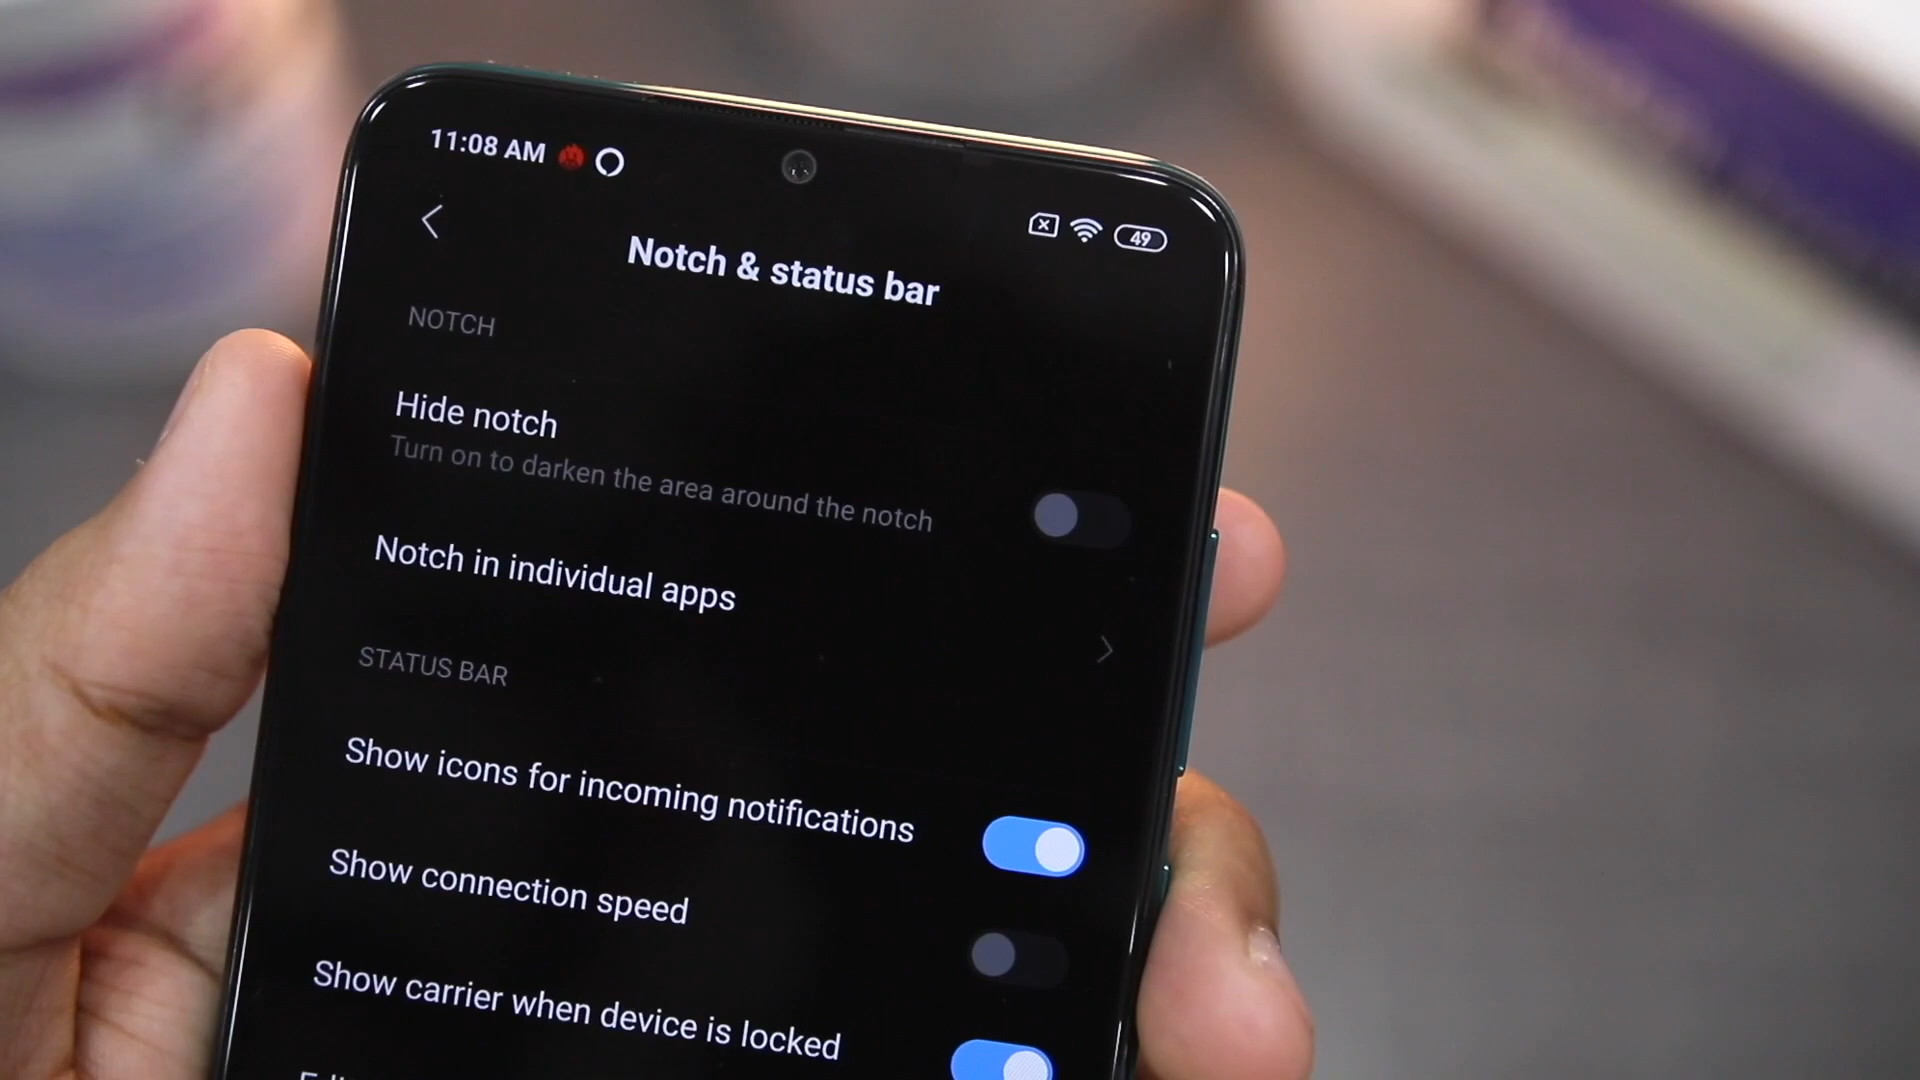 11:08 AM
49
Notch & status bar
NOTCH
Hide notch
Turn on to darken the area around the notch
Notch in individual apps
STATUS BAR
Show icons for incoming notifications
Show connection speed
Show carrier when device is locked